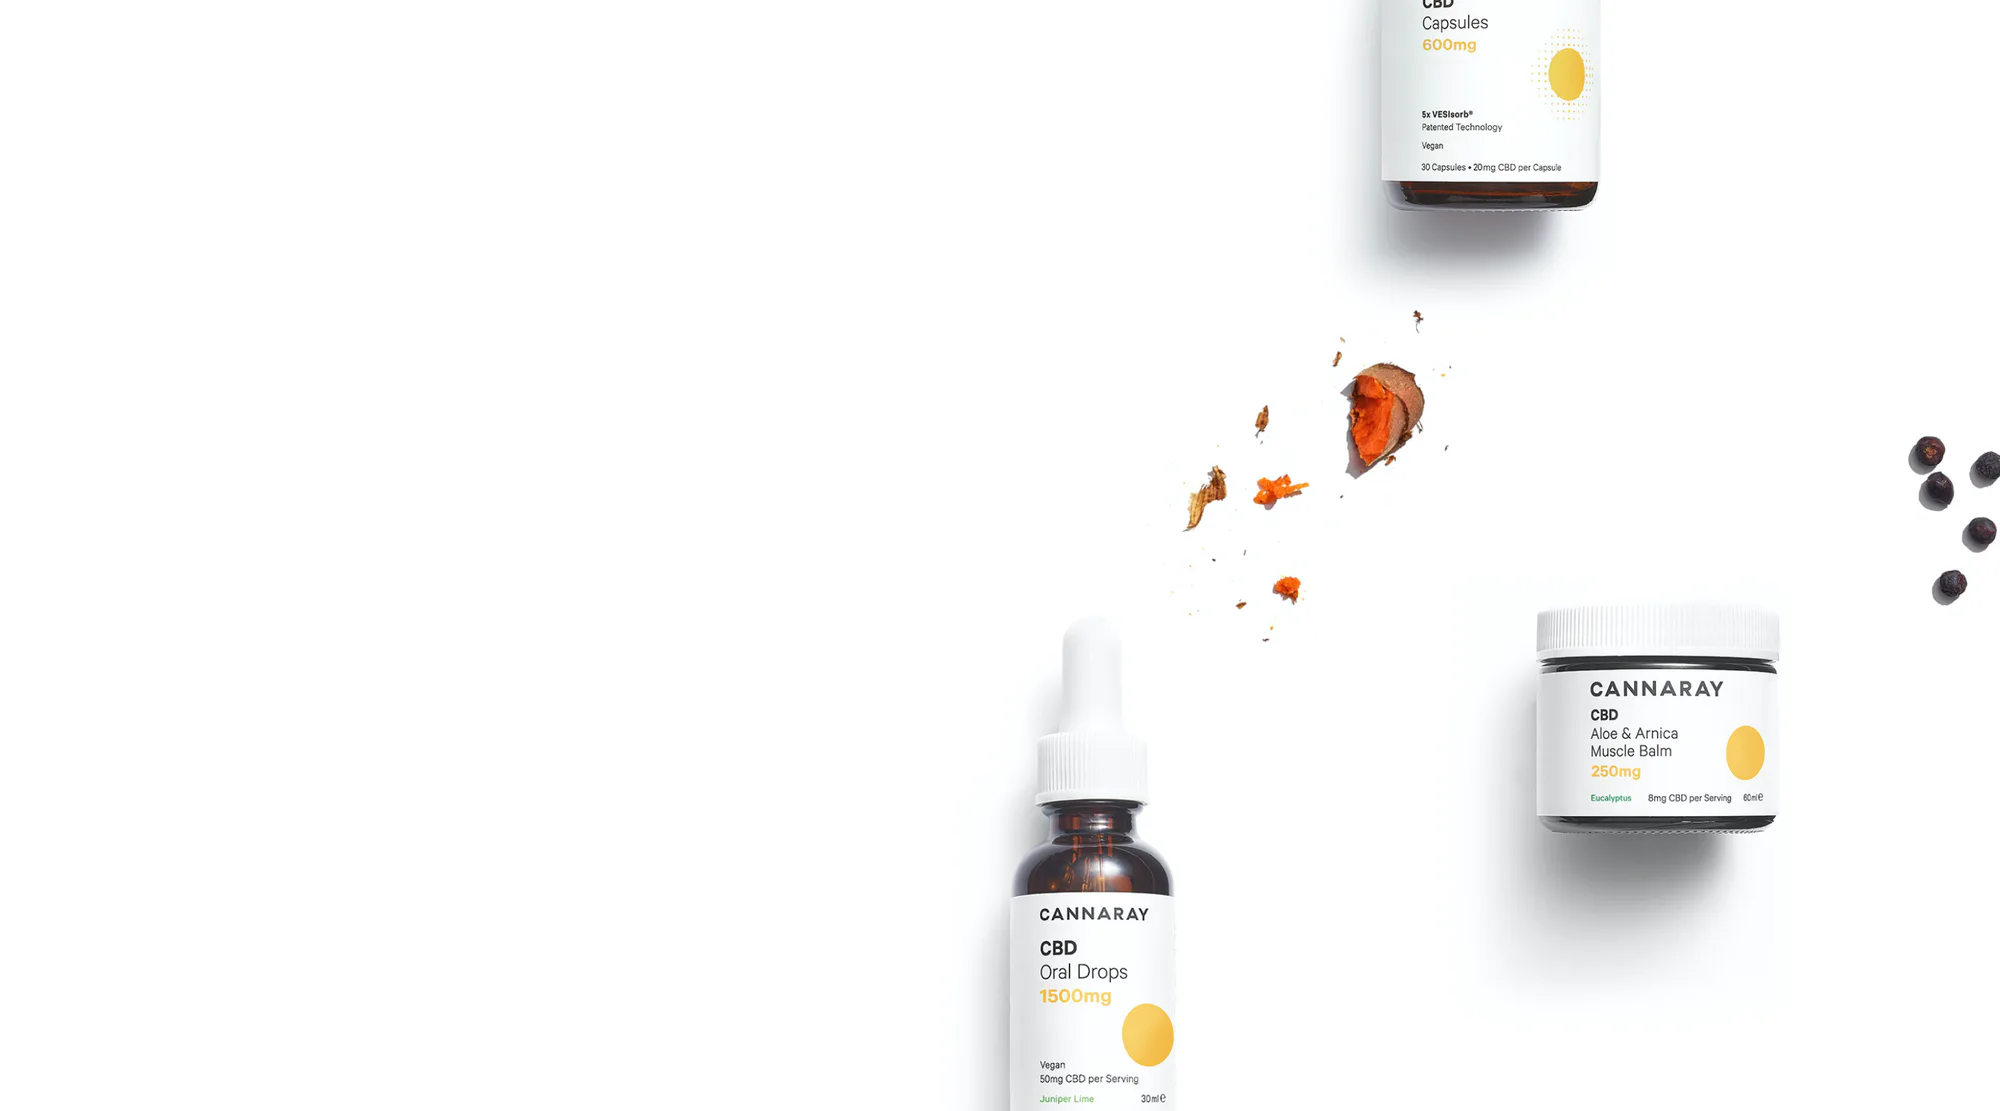 CBD
Capsules
600mg
5x VESIsorb®
Patented Technology
Vegan
30 Capsules • 20mg CBD per Capsule
CANNARAY
CBD
Aloe & Arnica
Muscle Balm
250mg
Eucalyptus 8mg CBD per Serving 60ml℮
CANNARAY
CBD
Oral Drops
1500mg
Vegan
50mg CBD per Serving
Juniper Lime 30ml℮